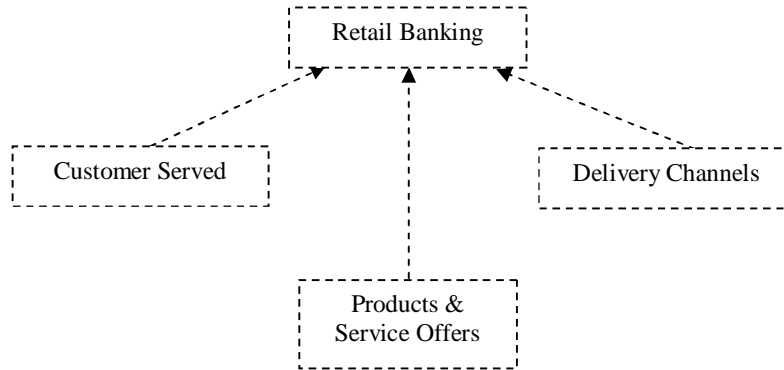 Retail Banking
Customer Served
Delivery Channels
Products &
Service Offers